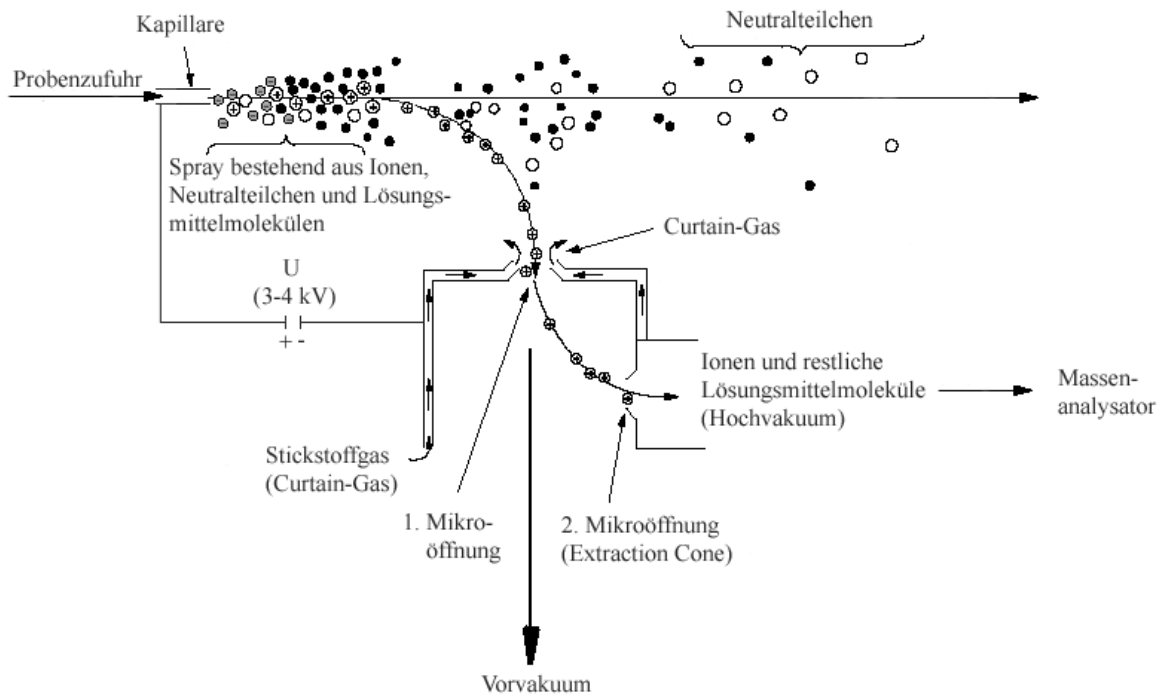 Neutralteilchen
Kapillare
Probenzufuhr
Spray bestehend aus Ionen,
Neutralteilchen und Lösungs-
mittelmolekülen
Curtain-Gas
U
(3-4 kV)
+ -
Ionen und restliche
Lösungsmittelmoleküle
(Hochvakuum)
Massen-
analysator
Stickstoffgas
(Curtain-Gas)
1. Mikro-
öffnung
2. Mikroöffnung
(Extraction Cone)
Vorvakuum